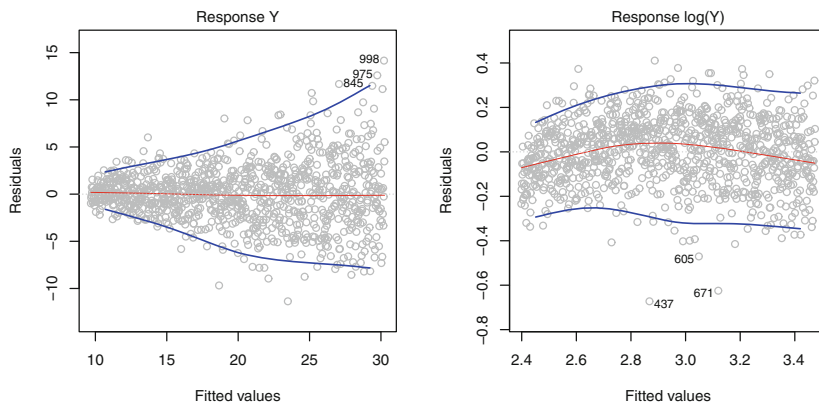 Response Y
Residuals
15
10
5
0
−5
−10
998
975
845
10 15 20 25 30
Fitted values
Response log(Y)
Residuals
0.4
0.2
0.0
−0.2
−0.4
−0.6
−0.8
605
671
437
2.4 2.6 2.8 3.0 3.2 3.4
Fitted values